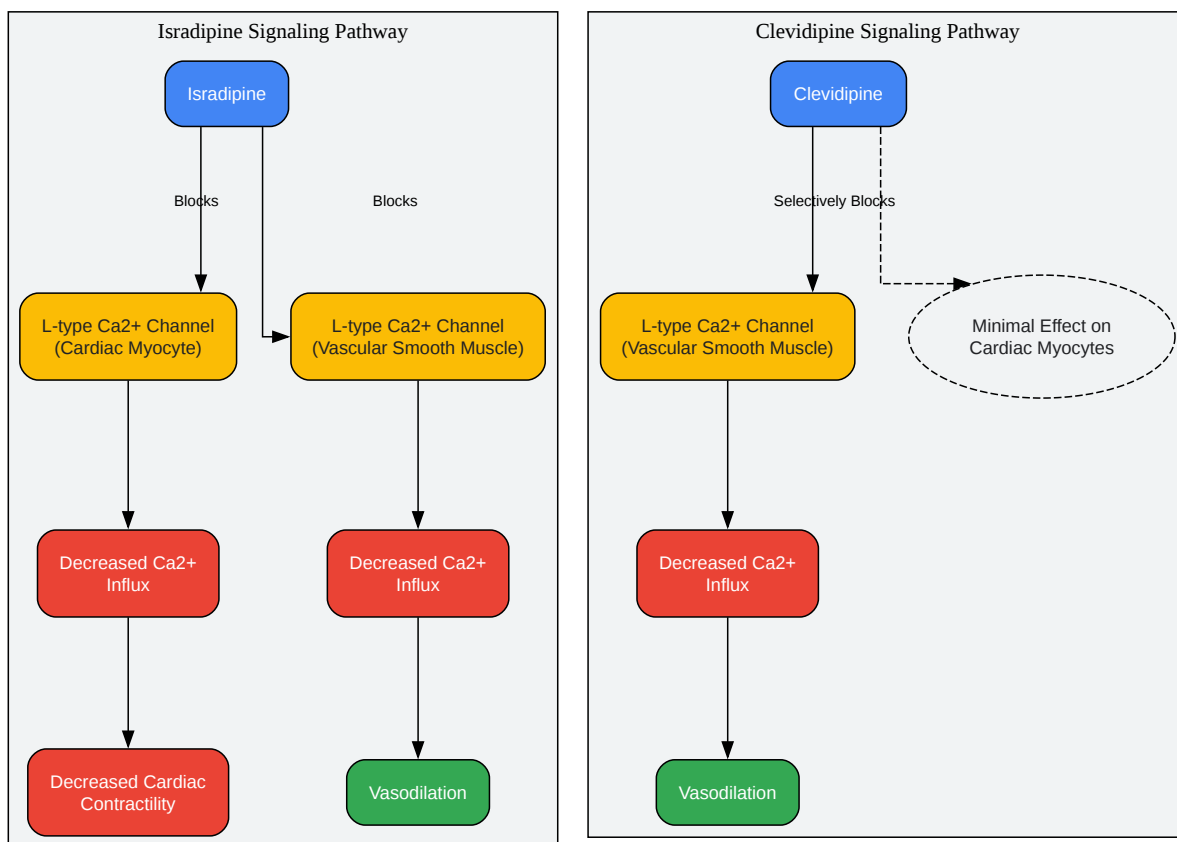 Isradipine Signaling Pathway
Isradipine
Blocks
Blocks
L-type Ca2+ Channel
(Cardiac Myocyte)
L-type Ca2+ Channel
(Vascular Smooth Muscle)
Decreased Ca2+
Influx
Decreased Ca2+
Influx
Decreased Cardiac
Contractility
Vasodilation
Clevidipine Signaling Pathway
Clevidipine
Selectively Blocks
L-type Ca2+ Channel
(Vascular Smooth Muscle)
Minimal Effect on
Cardiac Myocytes
Decreased Ca2+
Influx
Vasodilation